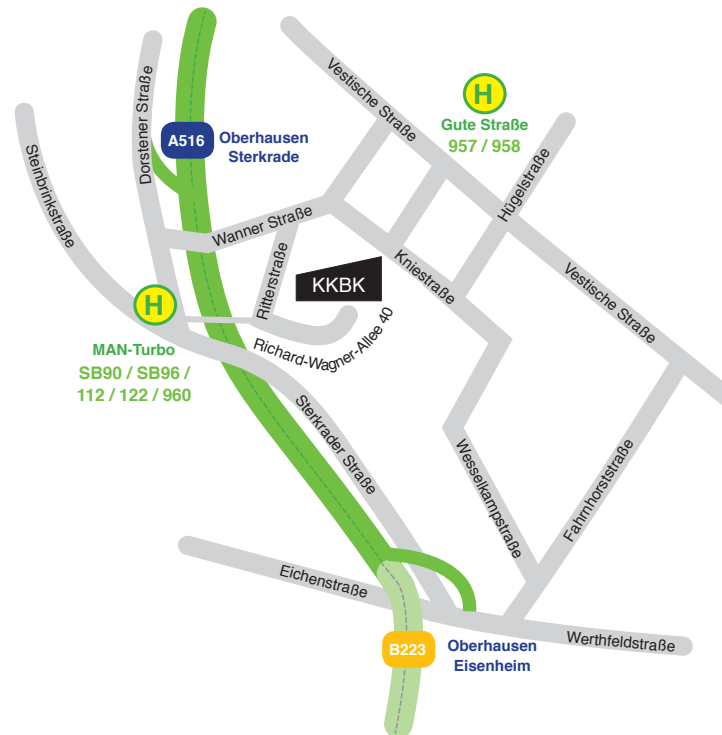 Vestische Straße
H
Gute Straße
957 / 958
Dorstener Straße
A516
Oberhausen
Sterkrade
Steinbrinkstraße
Hügelstraße
Wanner Straße
Kniestraße
Vestische Straße
Ritterstraße
KKBK
H
Richard-Wagner-Allee 40
MAN-Turbo
SB90 / SB96 /
112 / 122 / 960
Sterkrader Straße
Wesselkampstraße
Fahrnhorststraße
Eichenstraße
Werthfeldstraße
B223
Oberhausen
Eisenheim